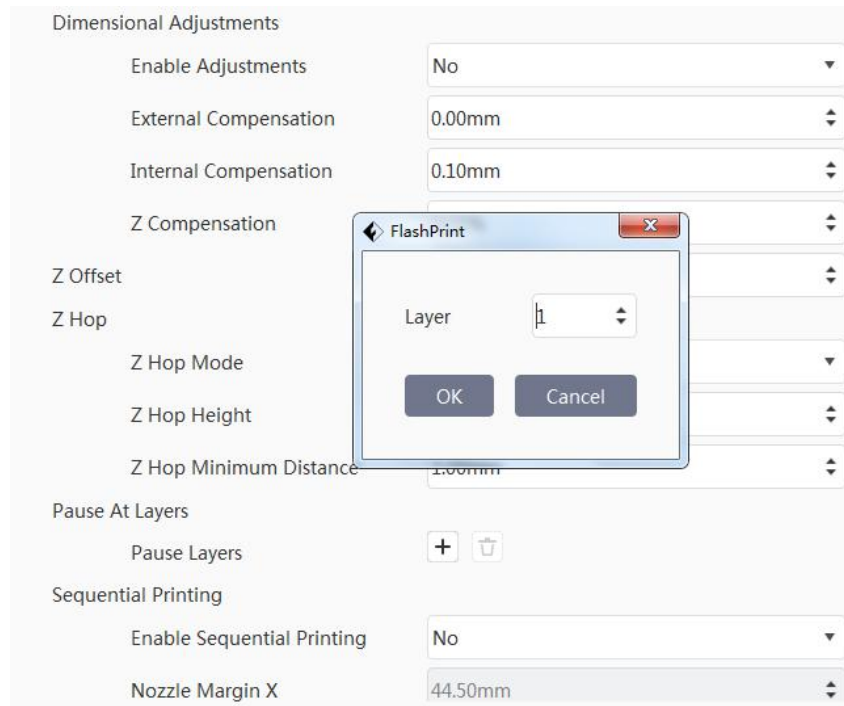 Dimensional Adjustments
Enable Adjustments No
External Compensation 0.00mm
Internal Compensation 0.10mm
Z Compensation
FlashPrint
Z Offset
Layer 1
Z Hop
Z Hop Mode
OK Cancel
Z Hop Height
Z Hop Minimum Distance 1.00mm
Pause At Layers
Pause Layers
Sequential Printing
Enable Sequential Printing No
Nozzle Margin X 44.50mm